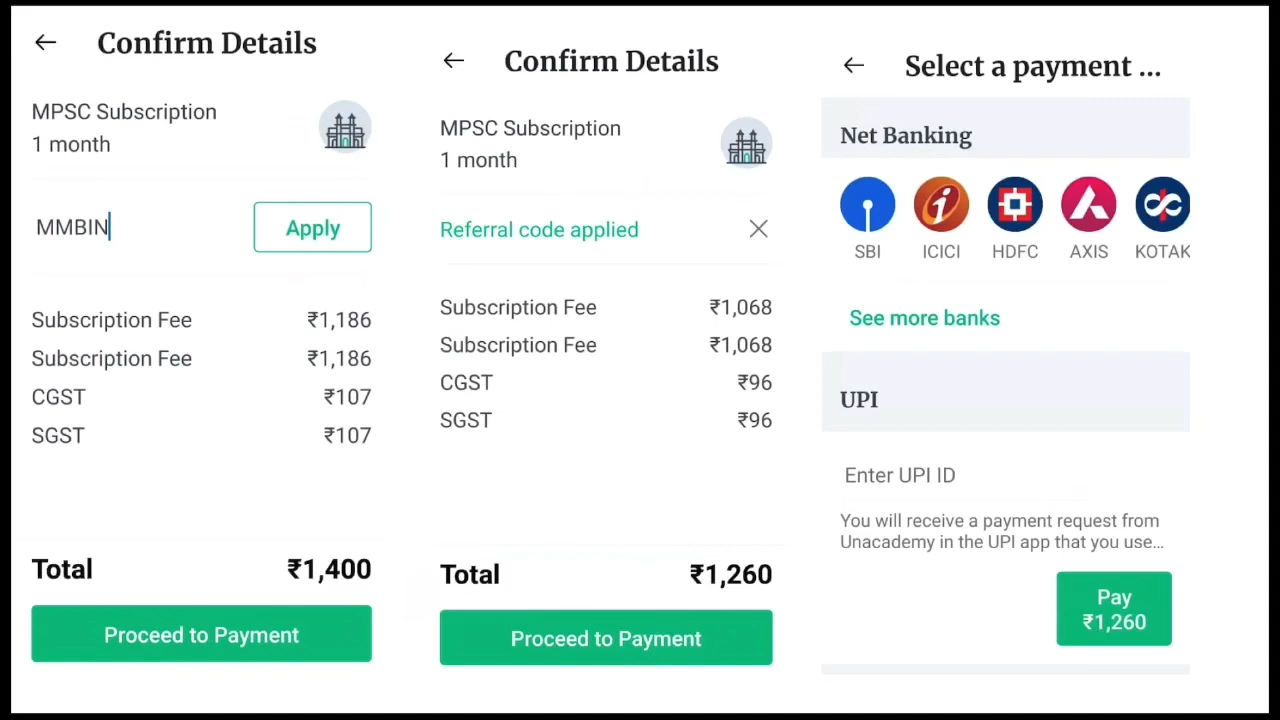 Confirm Details
MPSC Subscription
1 month
MMBIN
Apply
Subscription Fee ₹1,186
Subscription Fee ₹1,186
CGST ₹107
SGST ₹107
Total ₹1,400
Proceed to Payment
Confirm Details
MPSC Subscription
1 month
Referral code applied
Subscription Fee ₹1,068
Subscription Fee ₹1,068
CGST ₹96
SGST ₹96
Total ₹1,260
Proceed to Payment
Select a payment ...
Net Banking
SBI ICICI HDFC AXIS KOTAK
See more banks
UPI
Enter UPI ID
You will receive a payment request from
Unacademy in the UPI app that you use...
Pay
₹1,260